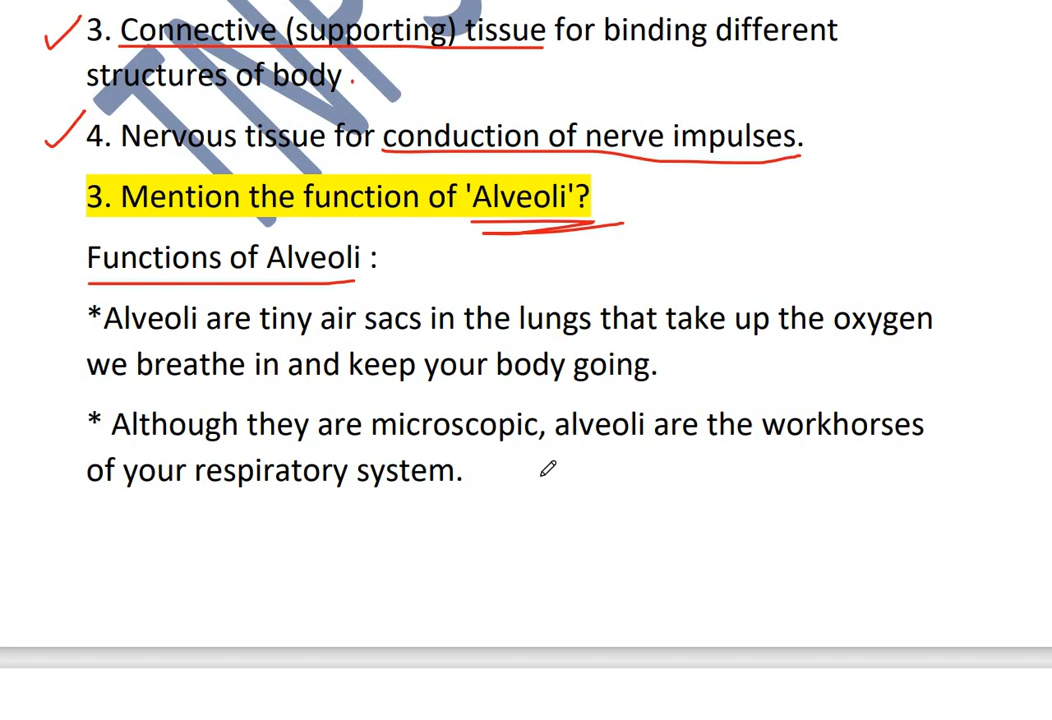 3. Connective (supporting) tissue for binding different
structures of body
4. Nervous tissue for conduction of nerve impulses.
3. Mention the function of 'Alveoli'?
Functions of Alveoli :
*Alveoli are tiny air sacs in the lungs that take up the oxygen
we breathe in and keep your body going.
* Although they are microscopic, alveoli are the workhorses
of your respiratory system.